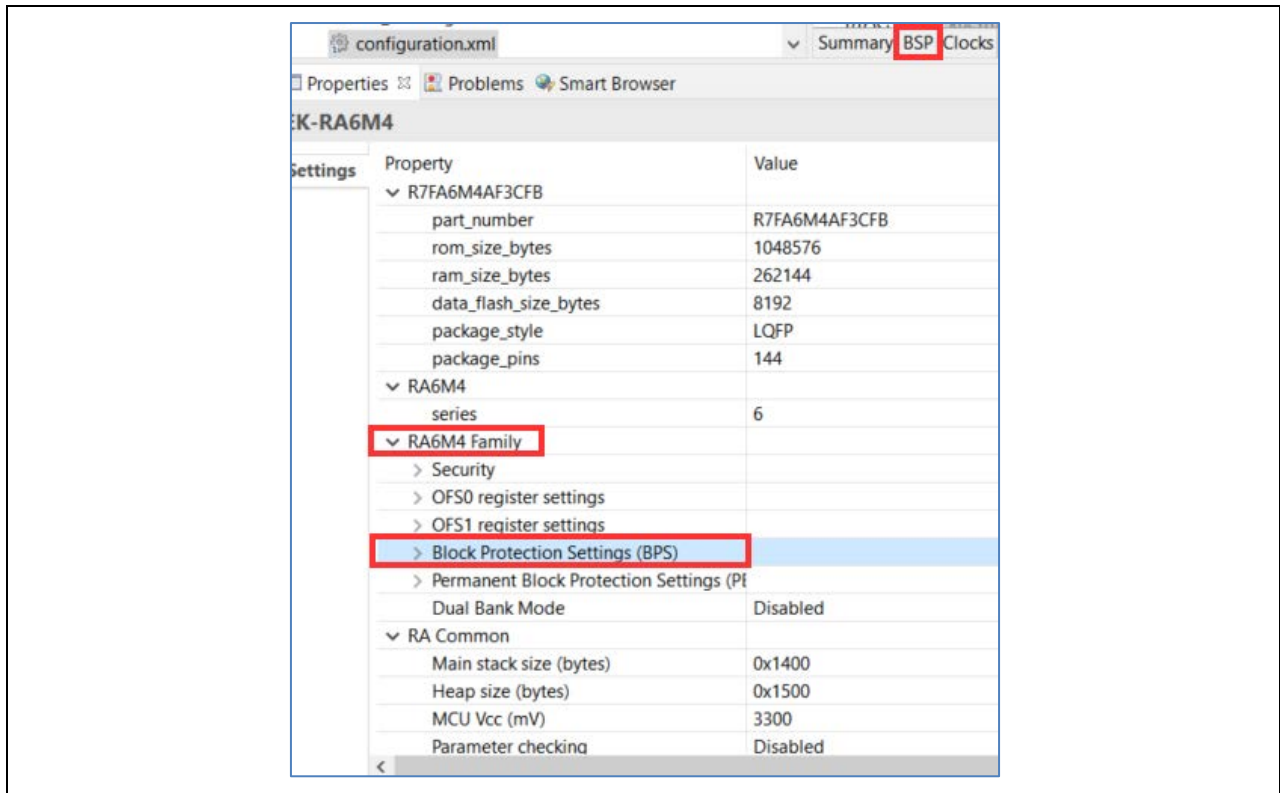 configuration.xml Summary BSP Clocks
Properties Problems Smart Browser
EK-RA6M4
Settings Property Value
R7FA6M4AF3CFB
part_number R7FA6M4AF3CFB
rom_size_bytes 1048576
ram_size_bytes 262144
data_flash_size_bytes 8192
package_style LQFP
package_pins 144
RA6M4
series 6
RA6M4 Family
Security
OFS0 register settings
OFS1 register settings
Block Protection Settings (BPS)
Permanent Block Protection Settings (PB
Dual Bank Mode Disabled
RA Common
Main stack size (bytes) 0x1400
Heap size (bytes) 0x1500
MCU Vcc (mV) 3300
Parameter checking Disabled